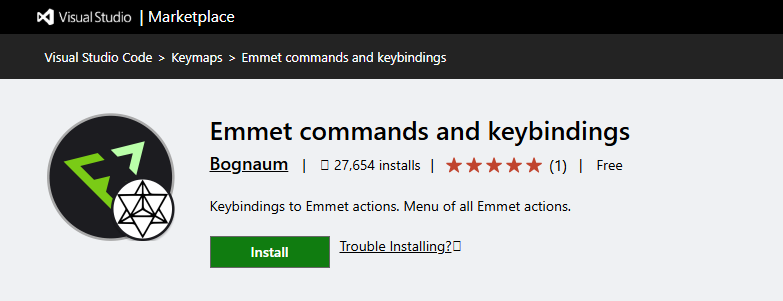 Visual Studio | Marketplace
Visual Studio Code > Keymaps > Emmet commands and keybindings
Emmet commands and keybindings
Bognaum | 27,654 installs | (1) | Free
Keybindings to Emmet actions. Menu of all Emmet actions.
Install Trouble Installing?